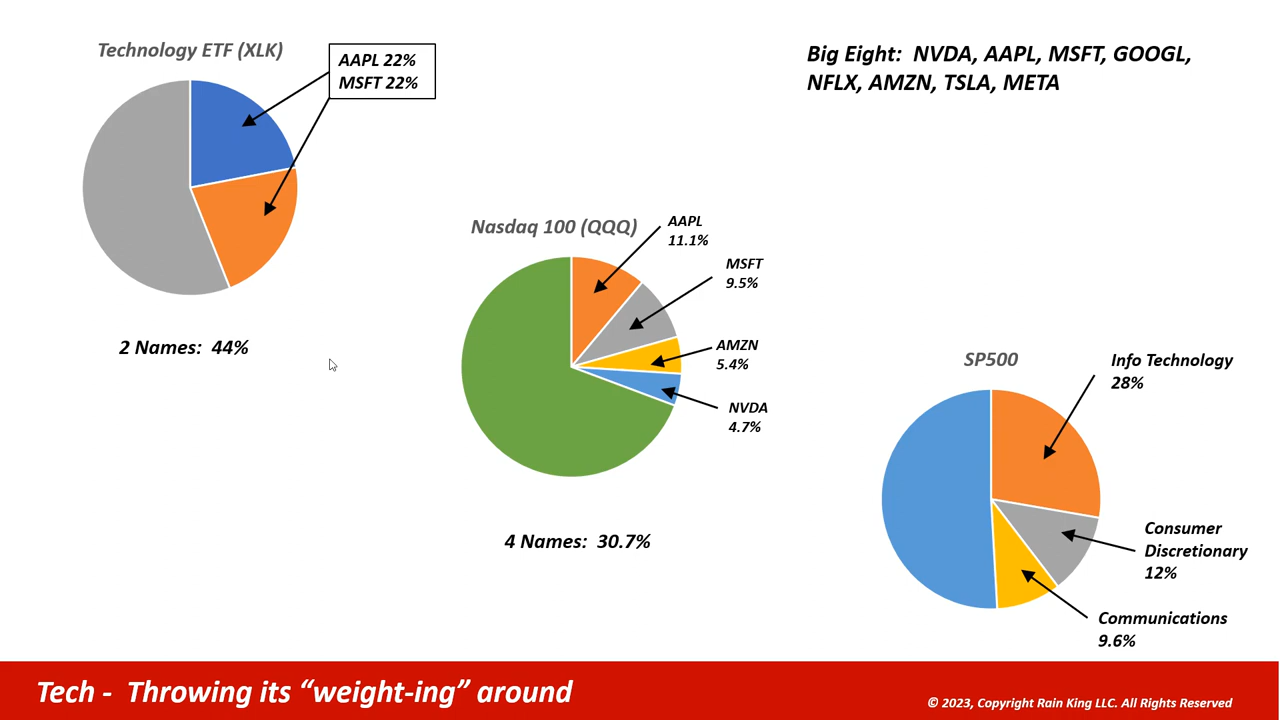 Technology ETF (XLK)
AAPL 22%
MSFT 22%
2 Names:  44%
Big Eight:  NVDA, AAPL, MSFT, GOOGL,
NFLX, AMZN, TSLA, META
Nasdaq 100 (QQQ)
AAPL
11.1%
MSFT
9.5%
AMZN
5.4%
NVDA
4.7%
4 Names:  30.7%
SP500
Info Technology
28%
Consumer
Discretionary
12%
Communications
9.6%
Tech -  Throwing its “weight-ing” around
© 2023, Copyright Rain King LLC. All Rights Reserved